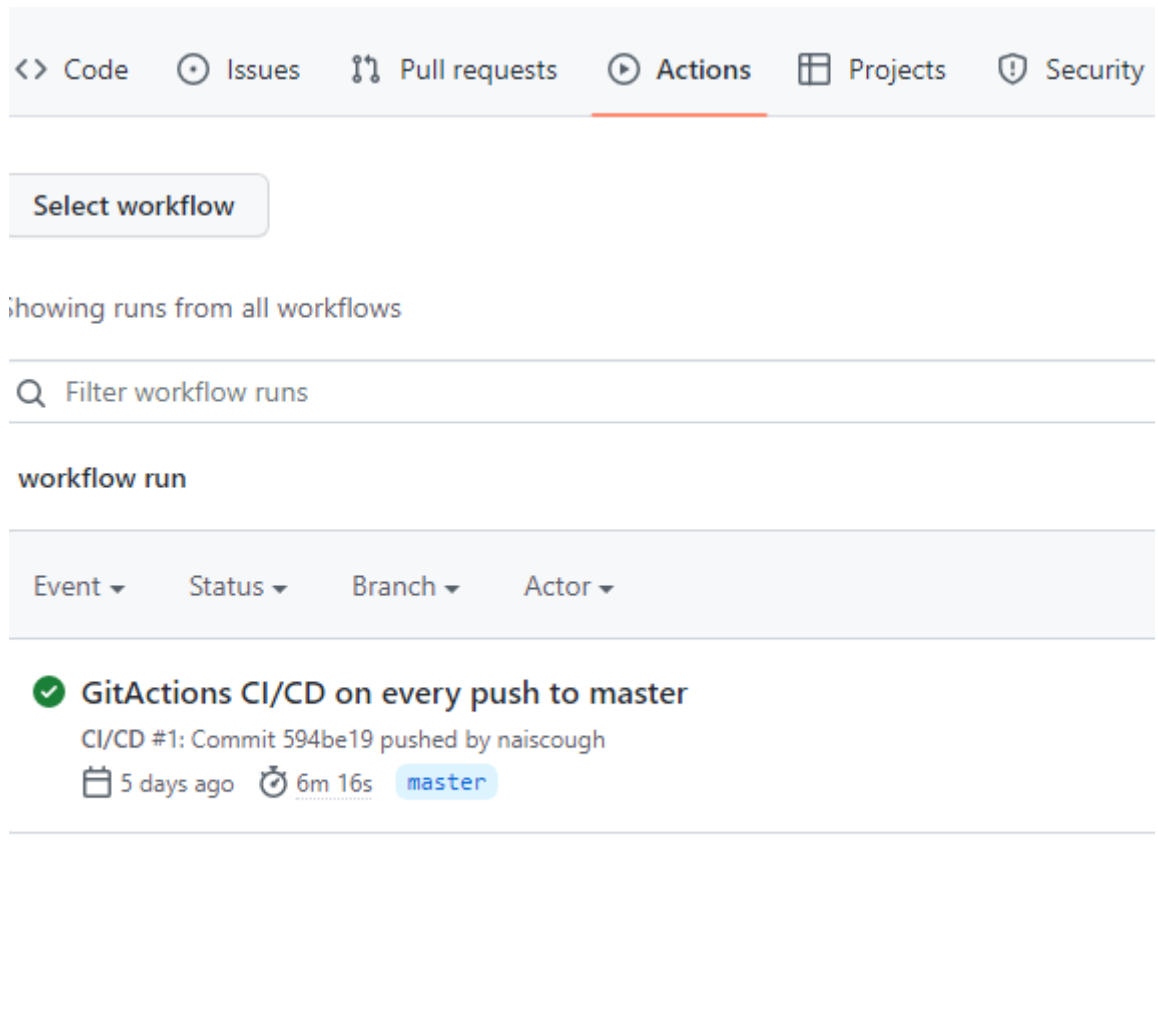 Code Issues Pull requests Actions Projects Security
Select workflow
Showing runs from all workflows
Filter workflow runs
workflow run
Event Status Branch Actor
GitActions CI/CD on every push to master
CI/CD #1: Commit 594be19 pushed by naiscough
5 days ago 6m 16s master